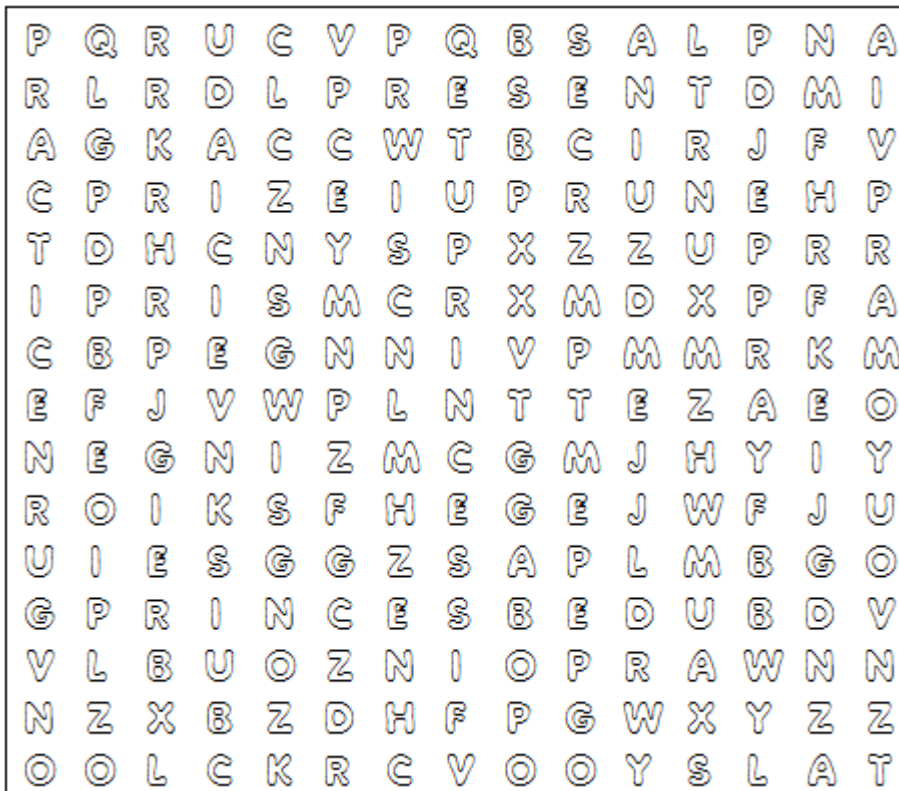 P Q R U C V P Q B S A L P N A
R L R D L P R E S E N T D M I
A G K A C C W T B C I R J F V
C P R I Z E I U P R U N E H P
T D H C N Y S P X Z Z U P R R
I P R I S M C R X M D X P F A
C B P E G N N I V P M M R K M
E F J V W P L N T T E Z A E O
N E G N I Z M C G M J H Y I Y
R O I K S F H E G E J W F J U
U I E S G G Z S A P L M B G O
G P R I N C E S B E D U B D V
V L B U O Z N I O P R A W N N
N Z X B Z D H F P G W X Y Z Z
O O L C K R C V O O Y S L A T